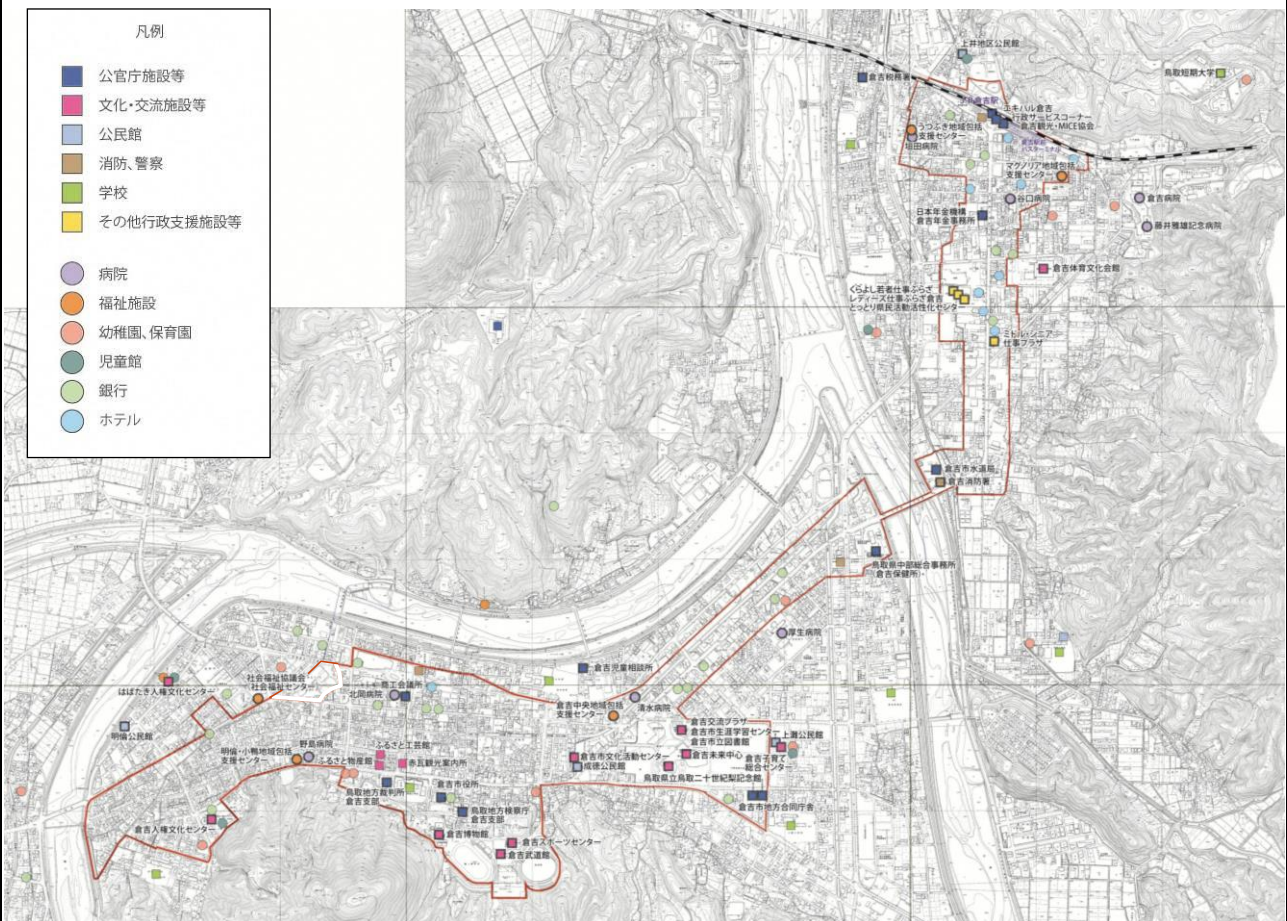 凡例
公官庁施設等
文化・交流施設等
公民館
消防、警察
学校
その他行政支援施設等
病院
福祉施設
幼稚園、保育園
児童館
銀行
ホテル
上井地区公民館
倉吉税務署
鳥取短期大学
エキパル倉吉
行政サービスコーナー
倉吉観光・MICE協会
うつぶき地域包括
支援センター
垣田病院
マグノリア地域包括
支援センター
谷口病院
倉吉病院
藤井雅雄記念病院
日本年金機構
倉吉年金事務所
倉吉体育文化会館
くらよし若者仕事ぷらざ
レディーズ仕事ぷらざ倉吉
とっとり県民活動活性化センター
ミドル・シニア
仕事プラザ
倉吉市水道局
倉吉消防署
鳥取県中部総合事務所
倉吉保健所
厚生病院
倉吉児童相談所
社会福祉協議会
社会福祉センター
はばたき人権文化センター
商工会議所
北岡病院
清水病院
倉吉中央地域包括
支援センター
明倫公民館
倉吉交流プラザ
倉吉市生涯学習センター
倉吉市立図書館
上灘公民館
倉吉子育て
総合センター
倉吉未来中心
野島病院
明倫・小鴨地域包括
支援センター
ふるさと工芸館
ふるさと物産館
赤瓦観光案内所
倉吉市文化活動センター
成徳公民館
鳥取県立鳥取二十世紀梨記念館
鳥取地方裁判所
倉吉支部
倉吉市役所
倉吉市地方合同庁舎
鳥取地方検察庁
倉吉支部
倉吉人権文化センター
倉吉博物館
倉吉スポーツセンター
倉吉武道館